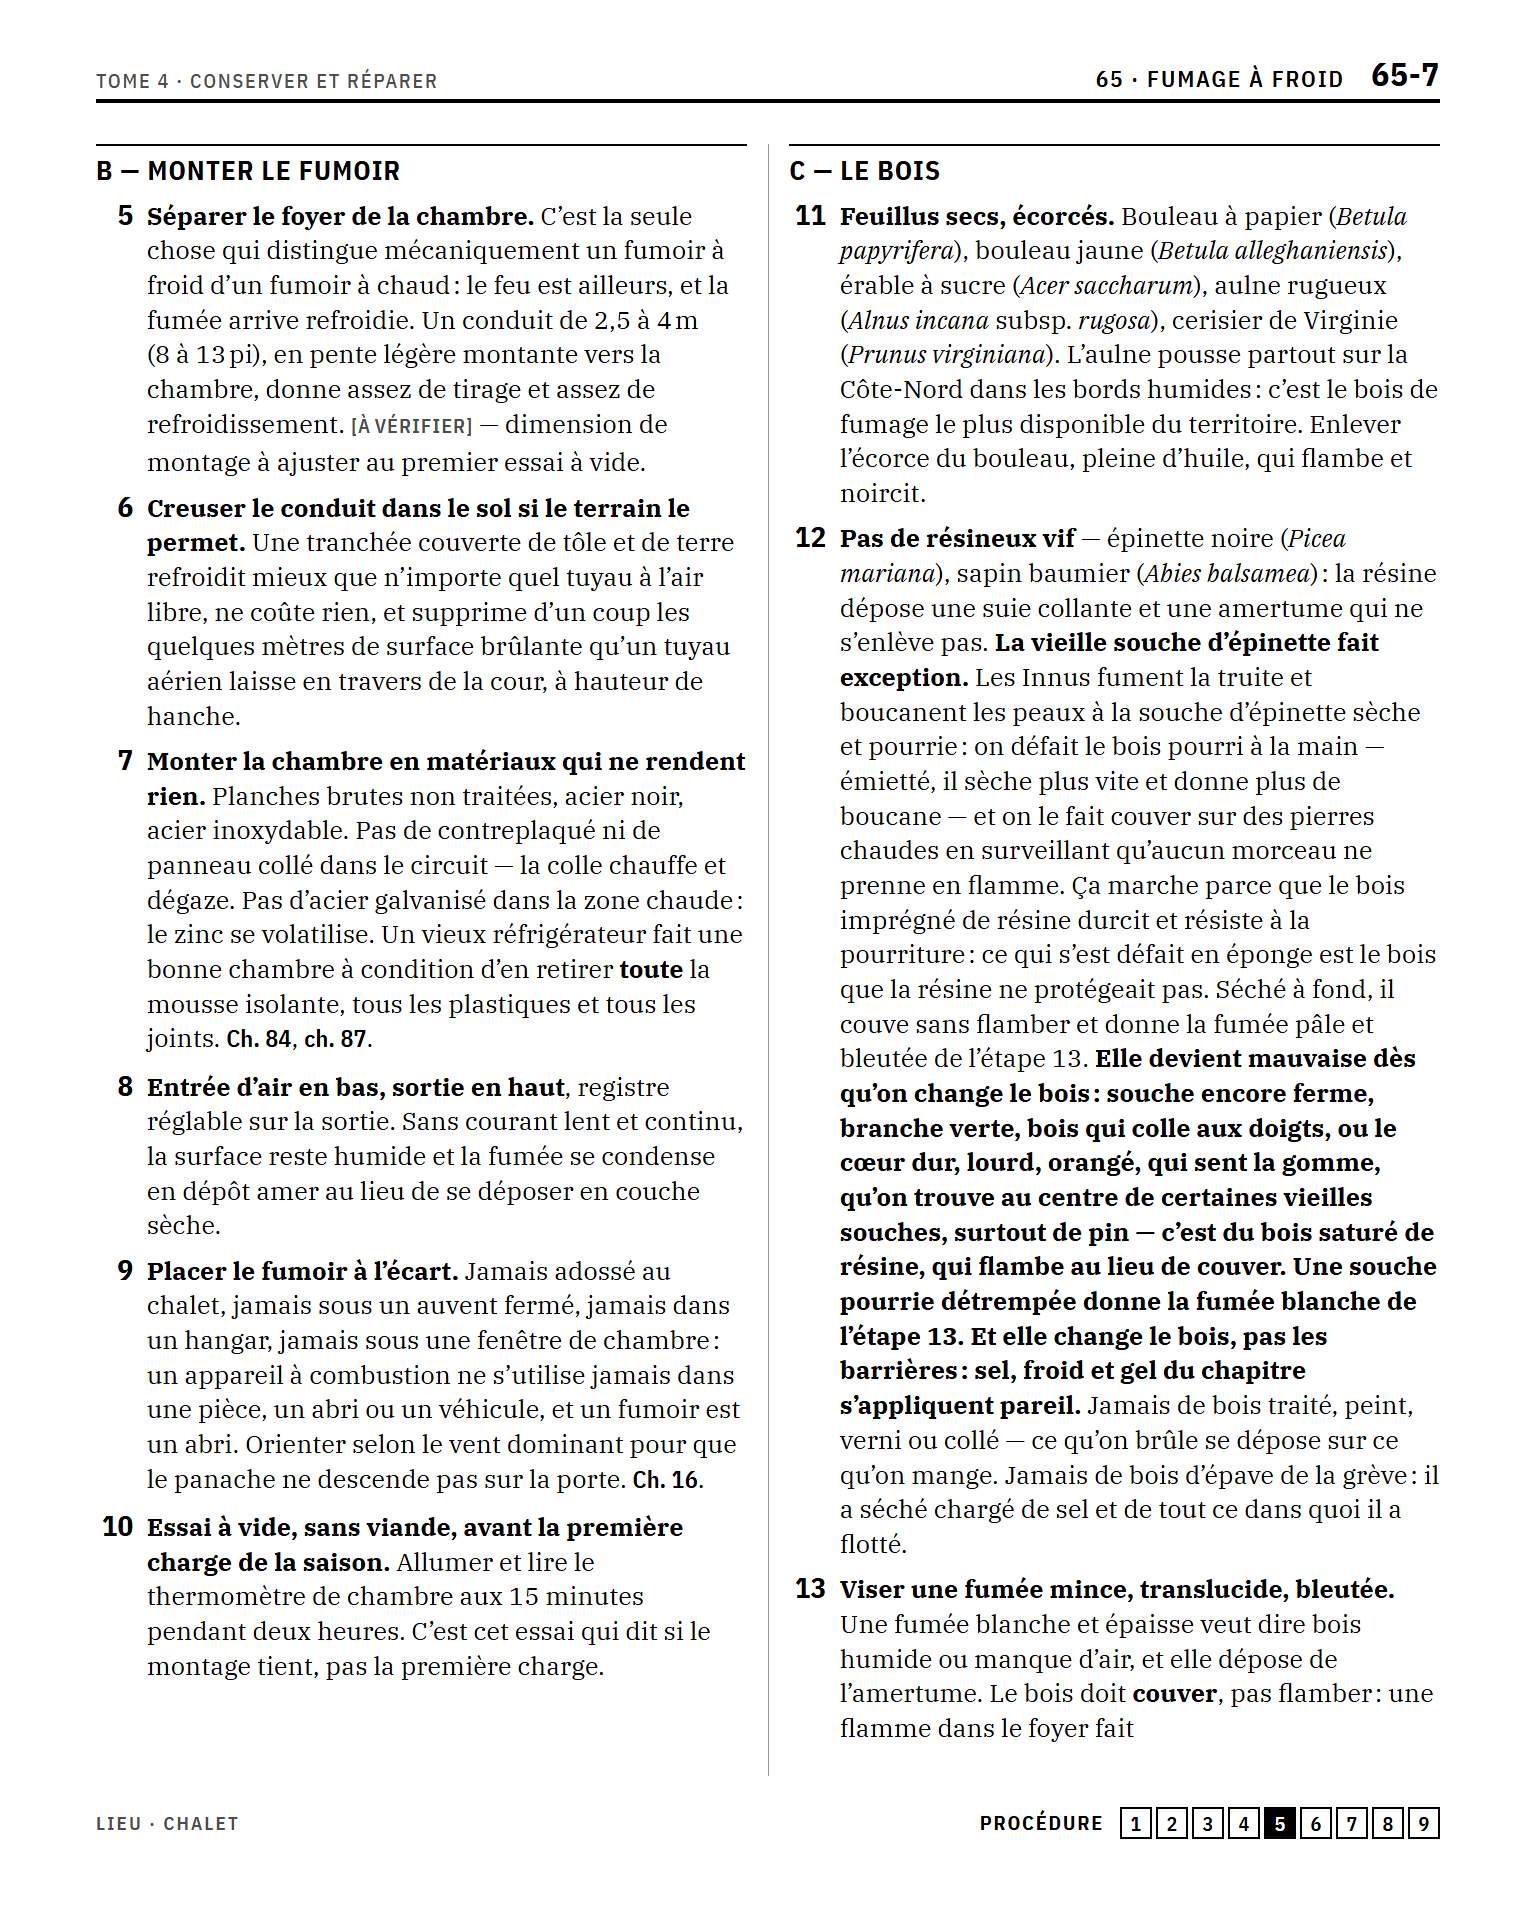 TOME 4 · CONSERVER ET RÉPARER
65 · FUMAGE À FROID 65-7
B — MONTER LE FUMOIR
5 Séparer le foyer de la chambre. C’est la seule
chose qui distingue mécaniquement un fumoir à
froid d’un fumoir à chaud : le feu est ailleurs, et la
fumée arrive refroidie. Un conduit de 2,5 à 4 m
(8 à 13 pi), en pente légère montante vers la
chambre, donne assez de tirage et assez de
refroidissement. [À VÉRIFIER] — dimension de
montage à ajuster au premier essai à vide.
6 Creuser le conduit dans le sol si le terrain le
permet. Une tranchée couverte de tôle et de terre
refroidit mieux que n’importe quel tuyau à l’air
libre, ne coûte rien, et supprime d’un coup les
quelques mètres de surface brûlante qu’un tuyau
aérien laisse en travers de la cour, à hauteur de
hanche.
7 Monter la chambre en matériaux qui ne rendent
rien. Planches brutes non traitées, acier noir,
acier inoxydable. Pas de contreplaqué ni de
panneau collé dans le circuit — la colle chauffe et
dégaze. Pas d’acier galvanisé dans la zone chaude :
le zinc se volatilise. Un vieux réfrigérateur fait une
bonne chambre à condition d’en retirer toute la
mousse isolante, tous les plastiques et tous les
joints. Ch. 84, ch. 87.
8 Entrée d’air en bas, sortie en haut, registre
réglable sur la sortie. Sans courant lent et continu,
la surface reste humide et la fumée se condense
en dépôt amer au lieu de se déposer en couche
sèche.
9 Placer le fumoir à l’écart. Jamais adossé au
chalet, jamais sous un auvent fermé, jamais dans
un hangar, jamais sous une fenêtre de chambre :
un appareil à combustion ne s’utilise jamais dans
une pièce, un abri ou un véhicule, et un fumoir est
un abri. Orienter selon le vent dominant pour que
le panache ne descende pas sur la porte. Ch. 16.
10 Essai à vide, sans viande, avant la première
charge de la saison. Allumer et lire le
thermomètre de chambre aux 15 minutes
pendant deux heures. C’est cet essai qui dit si le
montage tient, pas la première charge.
C — LE BOIS
11 Feuillus secs, écorcés. Bouleau à papier (Betula
papyrifera), bouleau jaune (Betula alleghaniensis),
érable à sucre (Acer saccharum), aulne rugueux
(Alnus incana subsp. rugosa), cerisier de Virginie
(Prunus virginiana). L’aulne pousse partout sur la
Côte-Nord dans les bords humides : c’est le bois de
fumage le plus disponible du territoire. Enlever
l’écorce du bouleau, pleine d’huile, qui flambe et
noircit.
12 Pas de résineux vif — épinette noire (Picea
mariana), sapin baumier (Abies balsamea) : la résine
dépose une suie collante et une amertume qui ne
s’enlève pas. La vieille souche d’épinette fait
exception. Les Innus fument la truite et
boucanent les peaux à la souche d’épinette sèche
et pourrie : on défait le bois pourri à la main —
émietté, il sèche plus vite et donne plus de
boucane — et on le fait couver sur des pierres
chaudes en surveillant qu’aucun morceau ne
prenne en flamme. Ça marche parce que le bois
imprégné de résine durcit et résiste à la
pourriture : ce qui s’est défait en éponge est le bois
que la résine ne protégeait pas. Séché à fond, il
couve sans flamber et donne la fumée pâle et
bleutée de l’étape 13. Elle devient mauvaise dès
qu’on change le bois : souche encore ferme,
branche verte, bois qui colle aux doigts, ou le
cœur dur, lourd, orangé, qui sent la gomme,
qu’on trouve au centre de certaines vieilles
souches, surtout de pin — c’est du bois saturé de
résine, qui flambe au lieu de couver. Une souche
pourrie détrempée donne la fumée blanche de
l’étape 13. Et elle change le bois, pas les
barrières : sel, froid et gel du chapitre
s’appliquent pareil. Jamais de bois traité, peint,
verni ou collé — ce qu’on brûle se dépose sur ce
qu’on mange. Jamais de bois d’épave de la grève : il
a séché chargé de sel et de tout ce dans quoi il a
flotté.
13 Viser une fumée mince, translucide, bleutée.
Une fumée blanche et épaisse veut dire bois
humide ou manque d’air, et elle dépose de
l’amertume. Le bois doit couver, pas flamber : une
flamme dans le foyer fait
LIEU · CHALET
PROCÉDURE 1 2 3 4 5 6 7 8 9